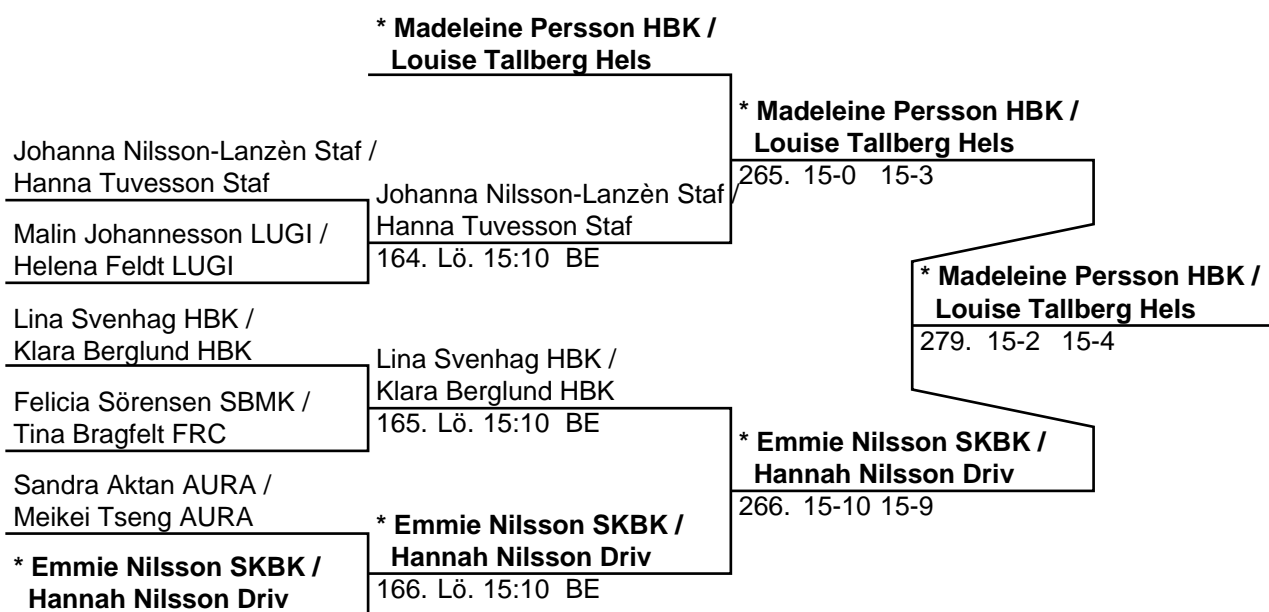 * Madeleine Persson HBK /
Louise Tallberg Hels
* Madeleine Persson HBK /
Louise Tallberg Hels
265. 15-0 15-3
Johanna Nilsson-Lanzèn Staf /
Hanna Tuvesson Staf
Johanna Nilsson-Lanzèn Staf /
Hanna Tuvesson Staf
164. Lö. 15:10 BE
Malin Johannesson LUGI /
Helena Feldt LUGI
* Madeleine Persson HBK /
Louise Tallberg Hels
279. 15-2 15-4
Lina Svenhag HBK /
Klara Berglund HBK
Lina Svenhag HBK /
Klara Berglund HBK
165. Lö. 15:10 BE
Felicia Sörensen SBMK /
Tina Bragfelt FRC
* Emmie Nilsson SKBK /
Hannah Nilsson Driv
266. 15-10 15-9
Sandra Aktan AURA /
Meikei Tseng AURA
* Emmie Nilsson SKBK /
Hannah Nilsson Driv
166. Lö. 15:10 BE
* Emmie Nilsson SKBK /
Hannah Nilsson Driv